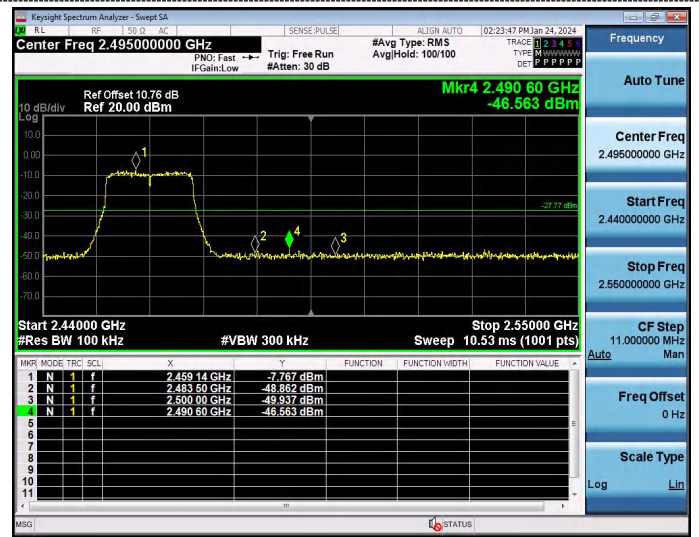 Keysight Spectrum Analyzer - Swept SA
LXI RL RF 50 Ω AC SENSE:PULSE ALIGN AUTO 02:23:47 PM Jan 24, 2024
Center Freq 2.495000000 GHz
PNO: Fast
IFGain:Low
Trig: Free Run
#Atten: 30 dB
#Avg Type: RMS
Avg|Hold: 100/100
TRACE 1 2 3 4 5 6
TYPE M WWWWW
DET P P P P P P
Ref Offset 10.76 dB
10 dB/div Ref 20.00 dBm
Log
Mkr4 2.490 60 GHz
-46.563 dBm
10.0
0.00
-10.0
-20.0
-30.0
-40.0
-50.0
-60.0
-70.0
1
2
4
3
-27.77 dBm
Start 2.44000 GHz Stop 2.55000 GHz
#Res BW 100 kHz #VBW 300 kHz Sweep 10.53 ms (1001 pts)
MKR MODE TRC SCL X Y FUNCTION FUNCTION WIDTH FUNCTION VALUE
1 N 1 f 2.459 14 GHz -7.767 dBm
2 N 1 f 2.483 50 GHz -48.862 dBm
3 N 1 f 2.500 00 GHz -49.937 dBm
4 N 1 f 2.490 60 GHz -46.563 dBm
5
6
7
8
9
10
11
MSG STATUS
Frequency
Auto Tune
Center Freq
2.495000000 GHz
Start Freq
2.440000000 GHz
Stop Freq
2.550000000 GHz
CF Step
11.000000 MHz
Auto Man
Freq Offset
0 Hz
Scale Type
Log Lin